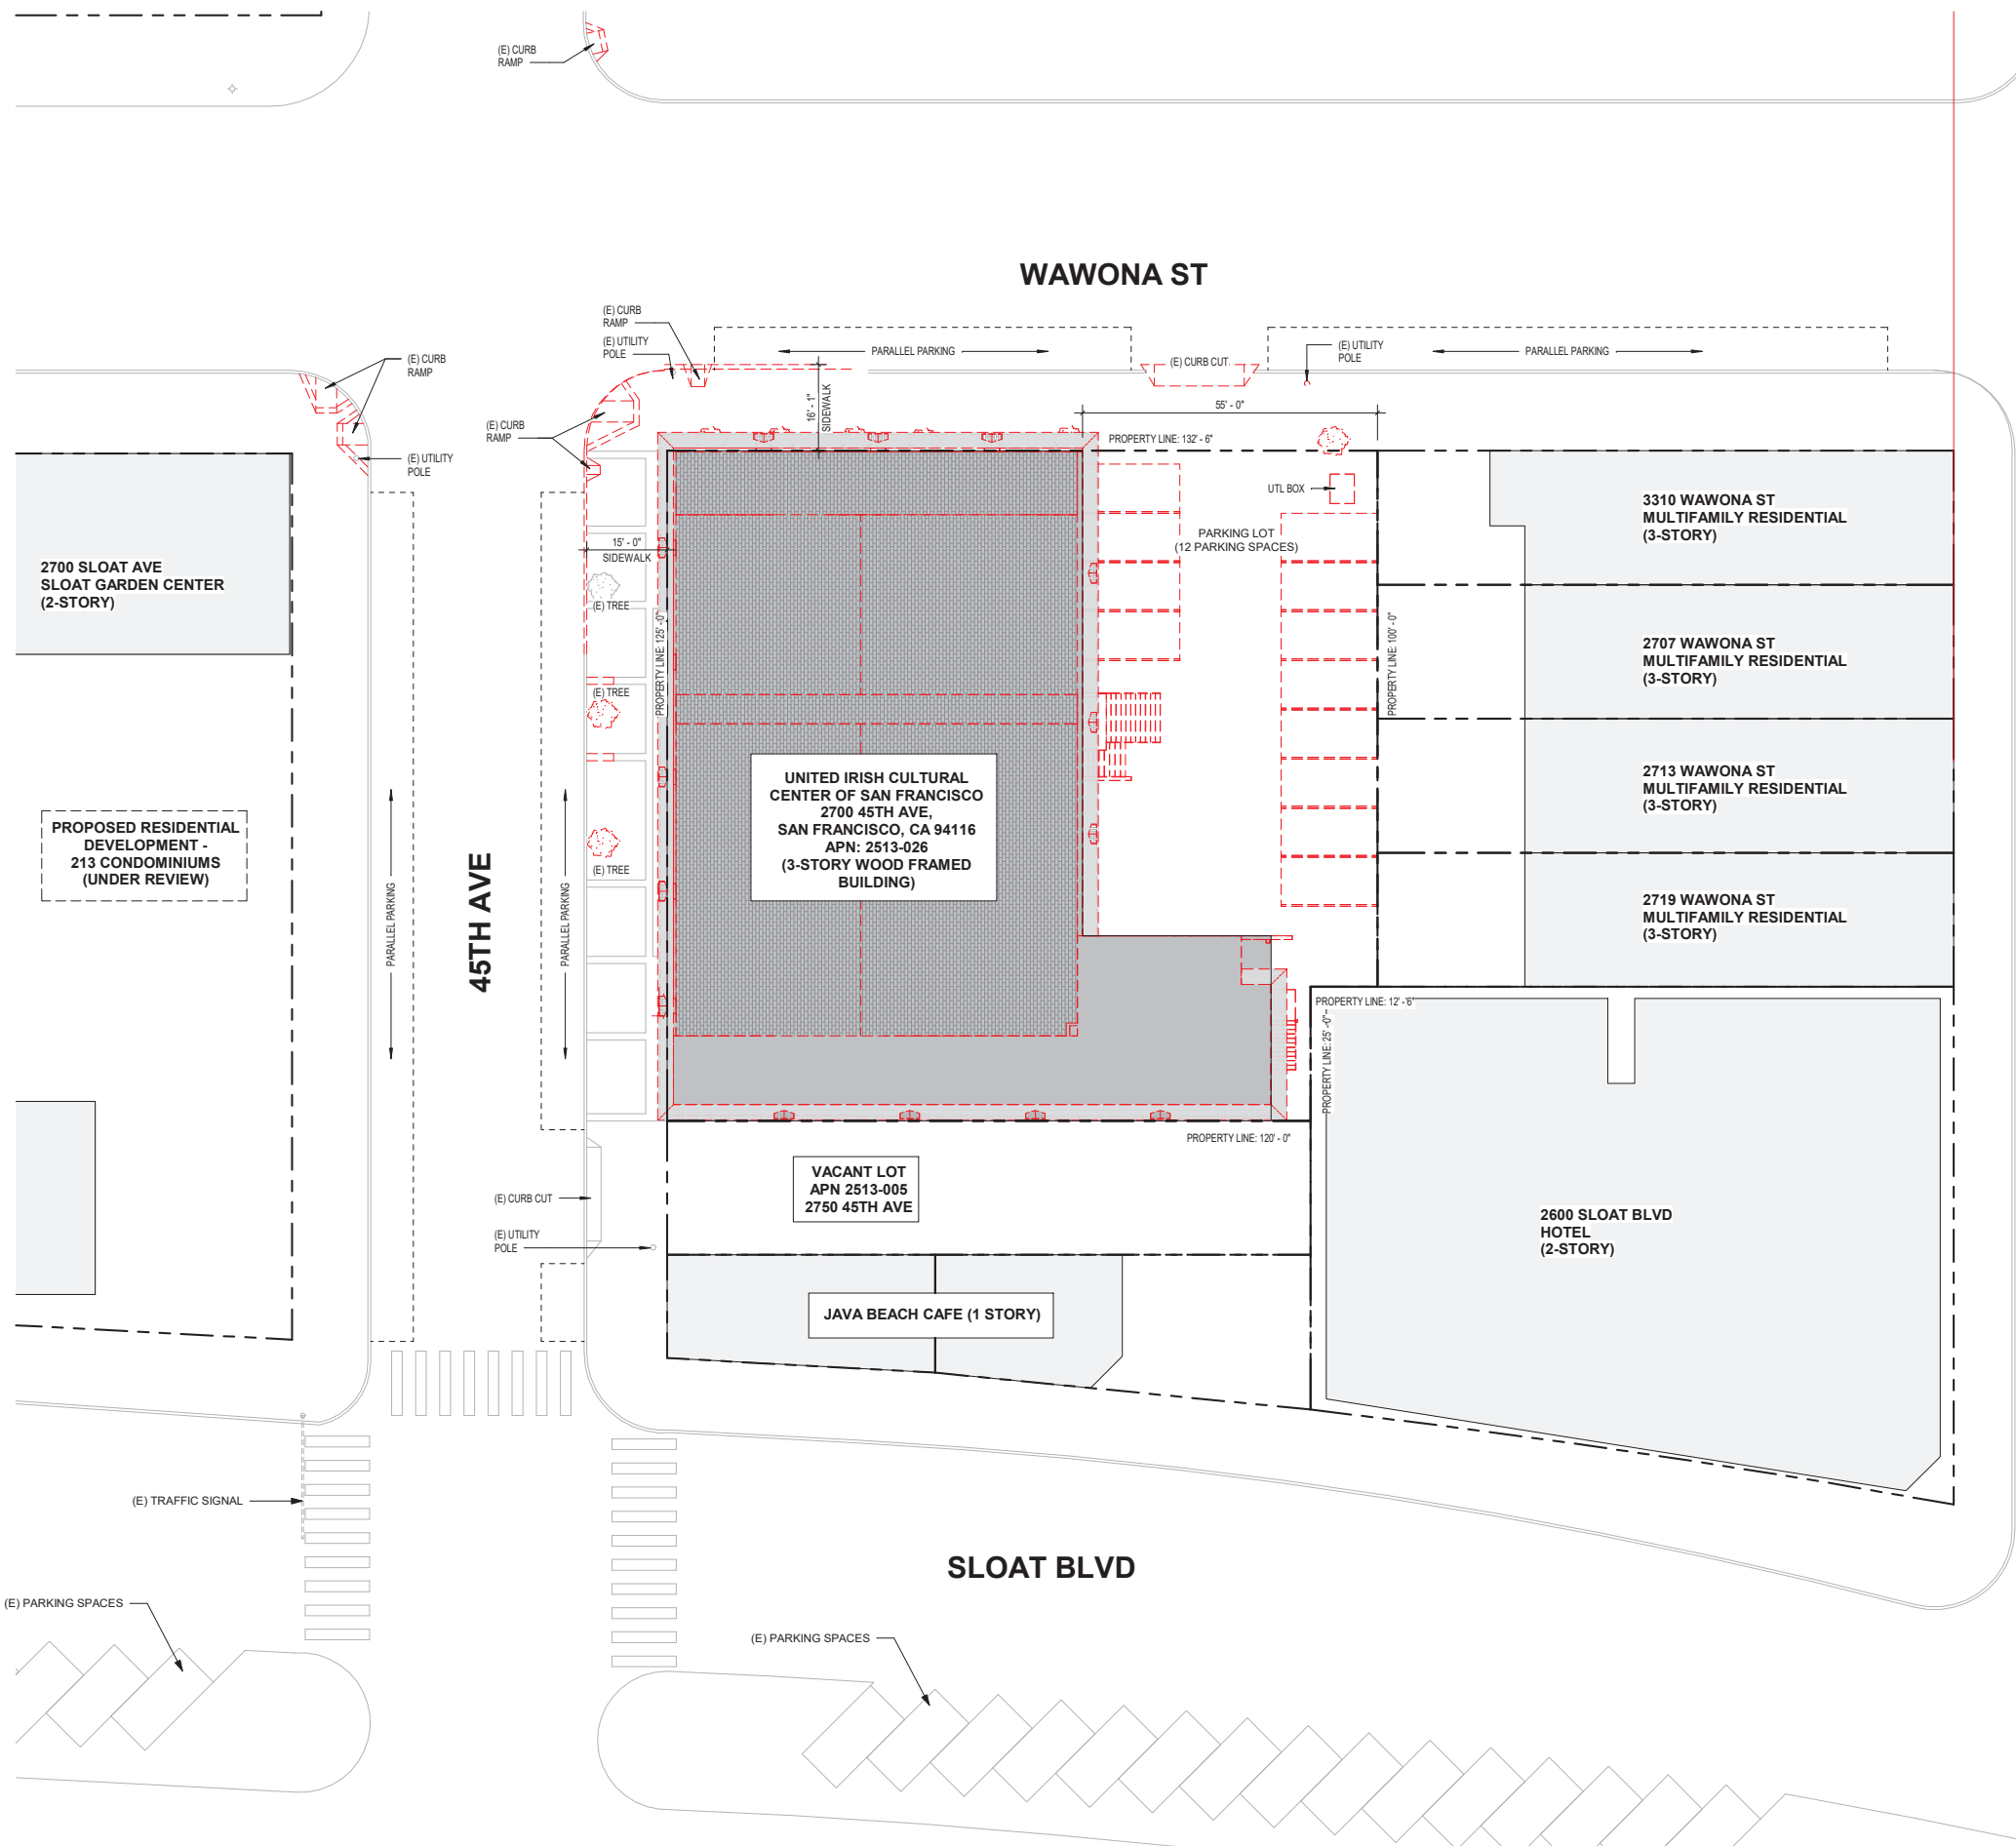 (E) CURB
RAMP
WAWONA ST
(E) CURB
RAMP
(E) UTILITY
POLE
PARALLEL PARKING
(E) CURB CUT
(E) UTILITY
POLE
PARALLEL PARKING
(E) CURB
RAMP
(E) UTILITY
POLE
(E) CURB
RAMP
16' - 1"
SIDEWALK
55' - 0"
PROPERTY LINE: 132' - 6"
UTL BOX
PARKING LOT
(12 PARKING SPACES)
3310 WAWONA ST
MULTIFAMILY RESIDENTIAL
(3-STORY)
15' - 0"
SIDEWALK
2700 SLOAT AVE
SLOAT GARDEN CENTER
(2-STORY)
(E) TREE
PROPERTY LINE: 125' - 0"
PROPERTY LINE: 100' - 0"
2707 WAWONA ST
MULTIFAMILY RESIDENTIAL
(3-STORY)
(E) TREE
UNITED IRISH CULTURAL
CENTER OF SAN FRANCISCO
2700 45TH AVE,
SAN FRANCISCO, CA 94116
APN: 2513-026
(3-STORY WOOD FRAMED
BUILDING)
2713 WAWONA ST
MULTIFAMILY RESIDENTIAL
(3-STORY)
PROPOSED RESIDENTIAL
DEVELOPMENT -
213 CONDOMINIUMS
(UNDER REVIEW)
(E) TREE
PARALLEL PARKING
45TH AVE
PARALLEL PARKING
2719 WAWONA ST
MULTIFAMILY RESIDENTIAL
(3-STORY)
PROPERTY LINE: 12' - 6"
PROPERTY LINE: 25' - 0"
PROPERTY LINE: 120' - 0"
VACANT LOT
APN 2513-005
2750 45TH AVE
(E) CURB CUT
(E) UTILITY
POLE
2600 SLOAT BLVD
HOTEL
(2-STORY)
JAVA BEACH CAFE (1 STORY)
(E) TRAFFIC SIGNAL
SLOAT BLVD
(E) PARKING SPACES
(E) PARKING SPACES